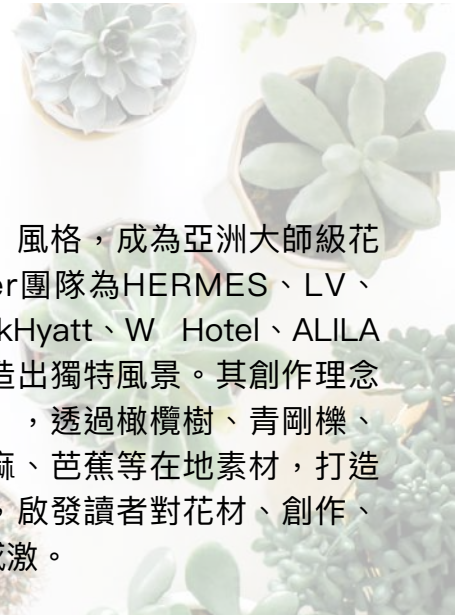 風格，成為亞洲大師級花
er團隊為HERMES、LV、
kHyatt、W Hotel、ALILA
造出獨特風景。其創作理念
，透過橄欖樹、青剛櫟、
麻、芭蕉等在地素材，打造
，啟發讀者對花材、創作、
激。